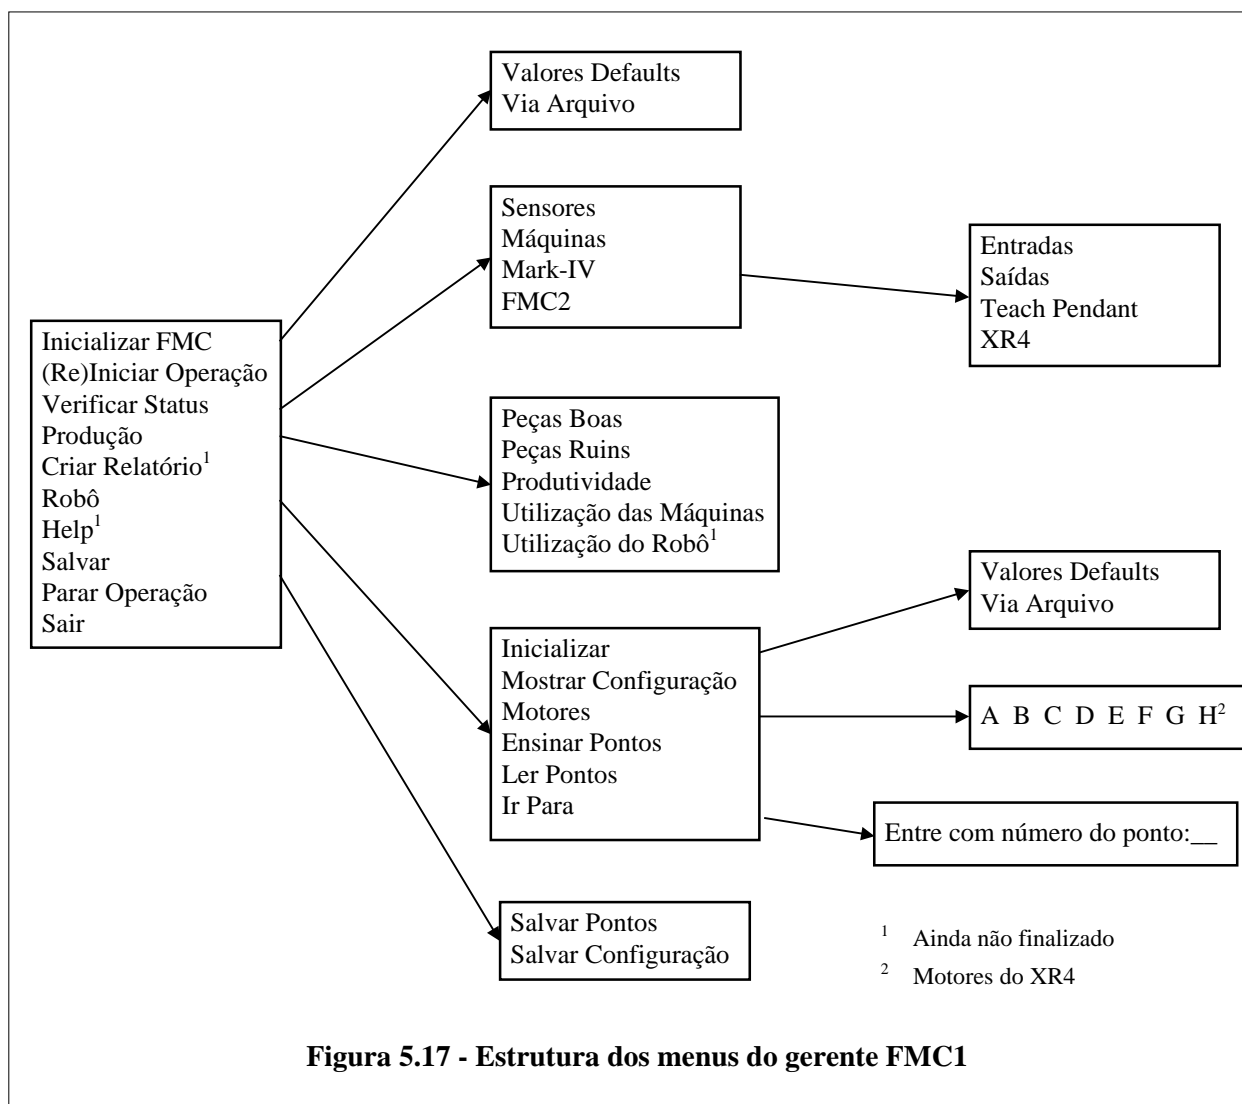 Valores Defaults
Via Arquivo
Sensores
Máquinas
Mark-IV
FMC2
Entradas
Saídas
Teach Pendant
XR4
Inicializar FMC
(Re)Iniciar Operação
Verificar Status
Produção
Criar Relatório¹
Robô
Help¹
Salvar
Parar Operação
Sair
Peças Boas
Peças Ruins
Produtividade
Utilização das Máquinas
Utilização do Robô¹
Inicializar
Mostrar Configuração
Motores
Ensinar Pontos
Ler Pontos
Ir Para
Valores Defaults
Via Arquivo
A B C D E F G H²
Entre com número do ponto:__
Salvar Pontos
Salvar Configuração
¹ Ainda não finalizado
² Motores do XR4
Figura 5.17 - Estrutura dos menus do gerente FMC1